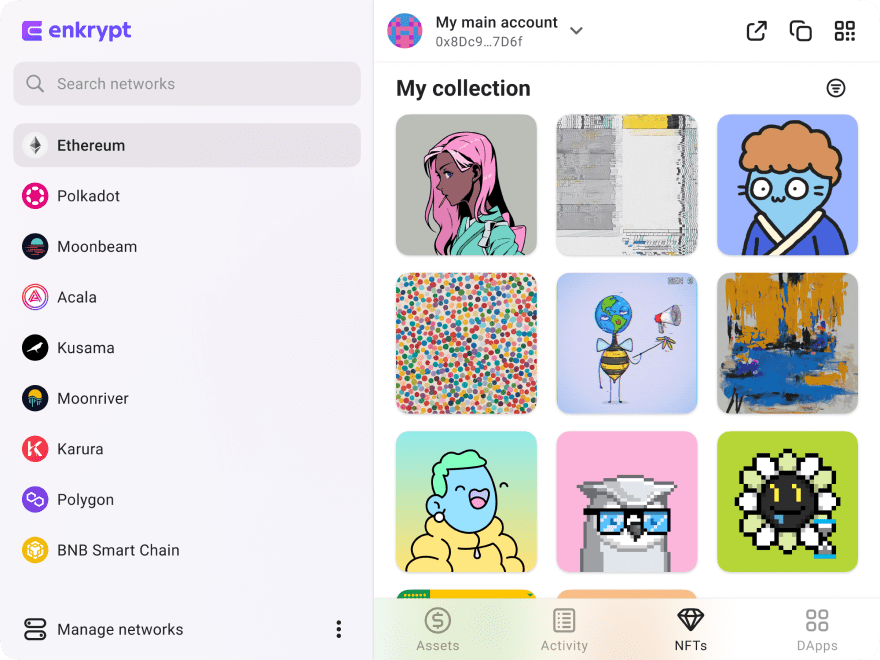 enkrypt
Search networks
Ethereum
Polkadot
Moonbeam
Acala
Kusama
Moonriver
Karura
Polygon
BNB Smart Chain
Manage networks
My main account
0x8Dc9…7D6f
My collection
Assets
Activity
NFTs
DApps